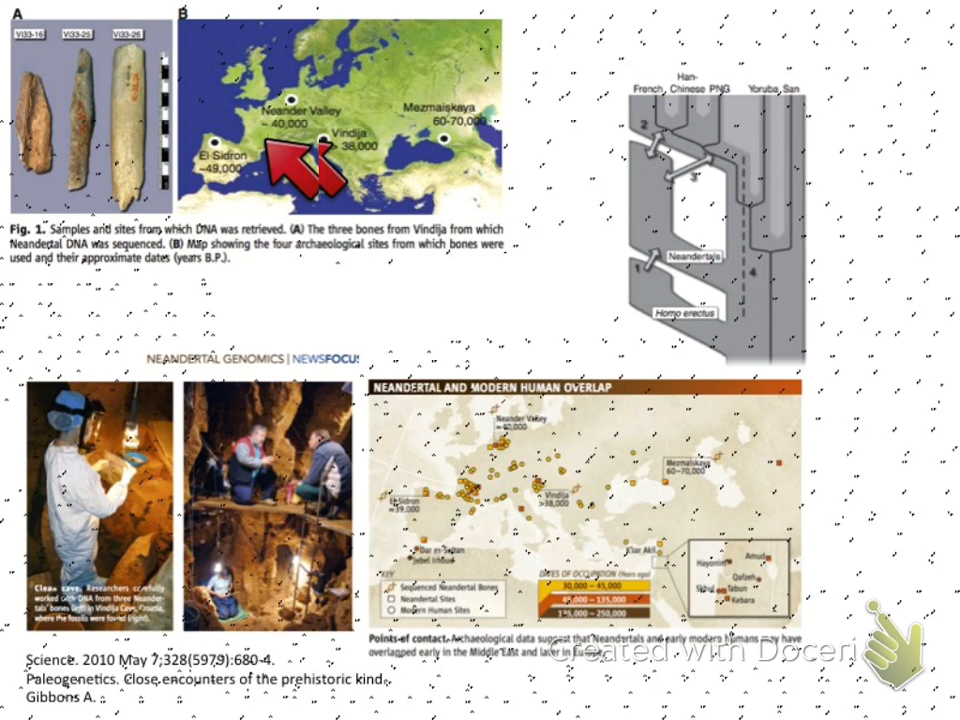 A
B
Vi33-16 Vi33-25 Vi33-26
Neander Valley
~ 40,000
Mezmaiskaya
60-70,000
Vindija
> 38,000
El Sidron
~49,000
Fig. 1. Samples and sites from which DNA was retrieved. (A) The three bones from Vindija from which
Neandertal DNA was sequenced. (B) Map showing the four archaeological sites from which bones were
used and their approximate dates (years B.P.).
Han-
French Chinese PNG Yoruba San
2
3
Neandertals
1
4
Homo erectus
NEANDERTAL GENOMICS | NEWSFOCUS
Clean cave. Researchers carefully
worked with DNA from three Neander-
tals' bones (left) in Vindija Cave, Croatia,
where the fossils were found (right).
NEANDERTAL AND MODERN HUMAN OVERLAP
Neander Valley
≈40,000
Mezmaiskaya
60–70,000
El Sidron
≈39,000
Vindija
>38,000
Dar es-Soltan
Jebel Irhoud
Ksar Akil
Amud
Hayonim
Qafzeh
Skhul Tabun
Kebara
KEY
Sequenced Neandertal Bones
Neandertal Sites
Modern Human Sites
DATES OF OCCUPATION (Years ago)
30,000 – 45,000
45,000 – 135,000
135,000 – 250,000
Points of contact. Archaeological data suggest that Neandertals and early modern humans may have
overlapped early in the Middle East and later in Europe.
Created with Doceri
Science. 2010 May 7;328(5979):680-4.
Paleogenetics. Close encounters of the prehistoric kind.
Gibbons A.